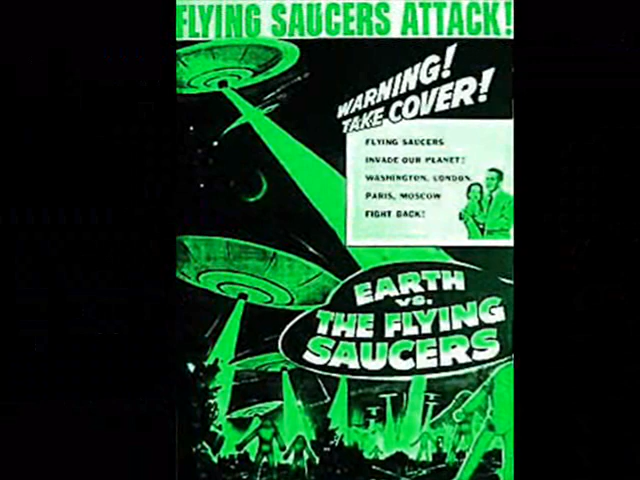 FLYING SAUCERS ATTACK!
WARNING!
TAKE COVER!
FLYING SAUCERS
INVADE OUR PLANET!
WASHINGTON, LONDON,
PARIS, MOSCOW
FIGHT BACK!
EARTH
VS.
THE FLYING
SAUCERS